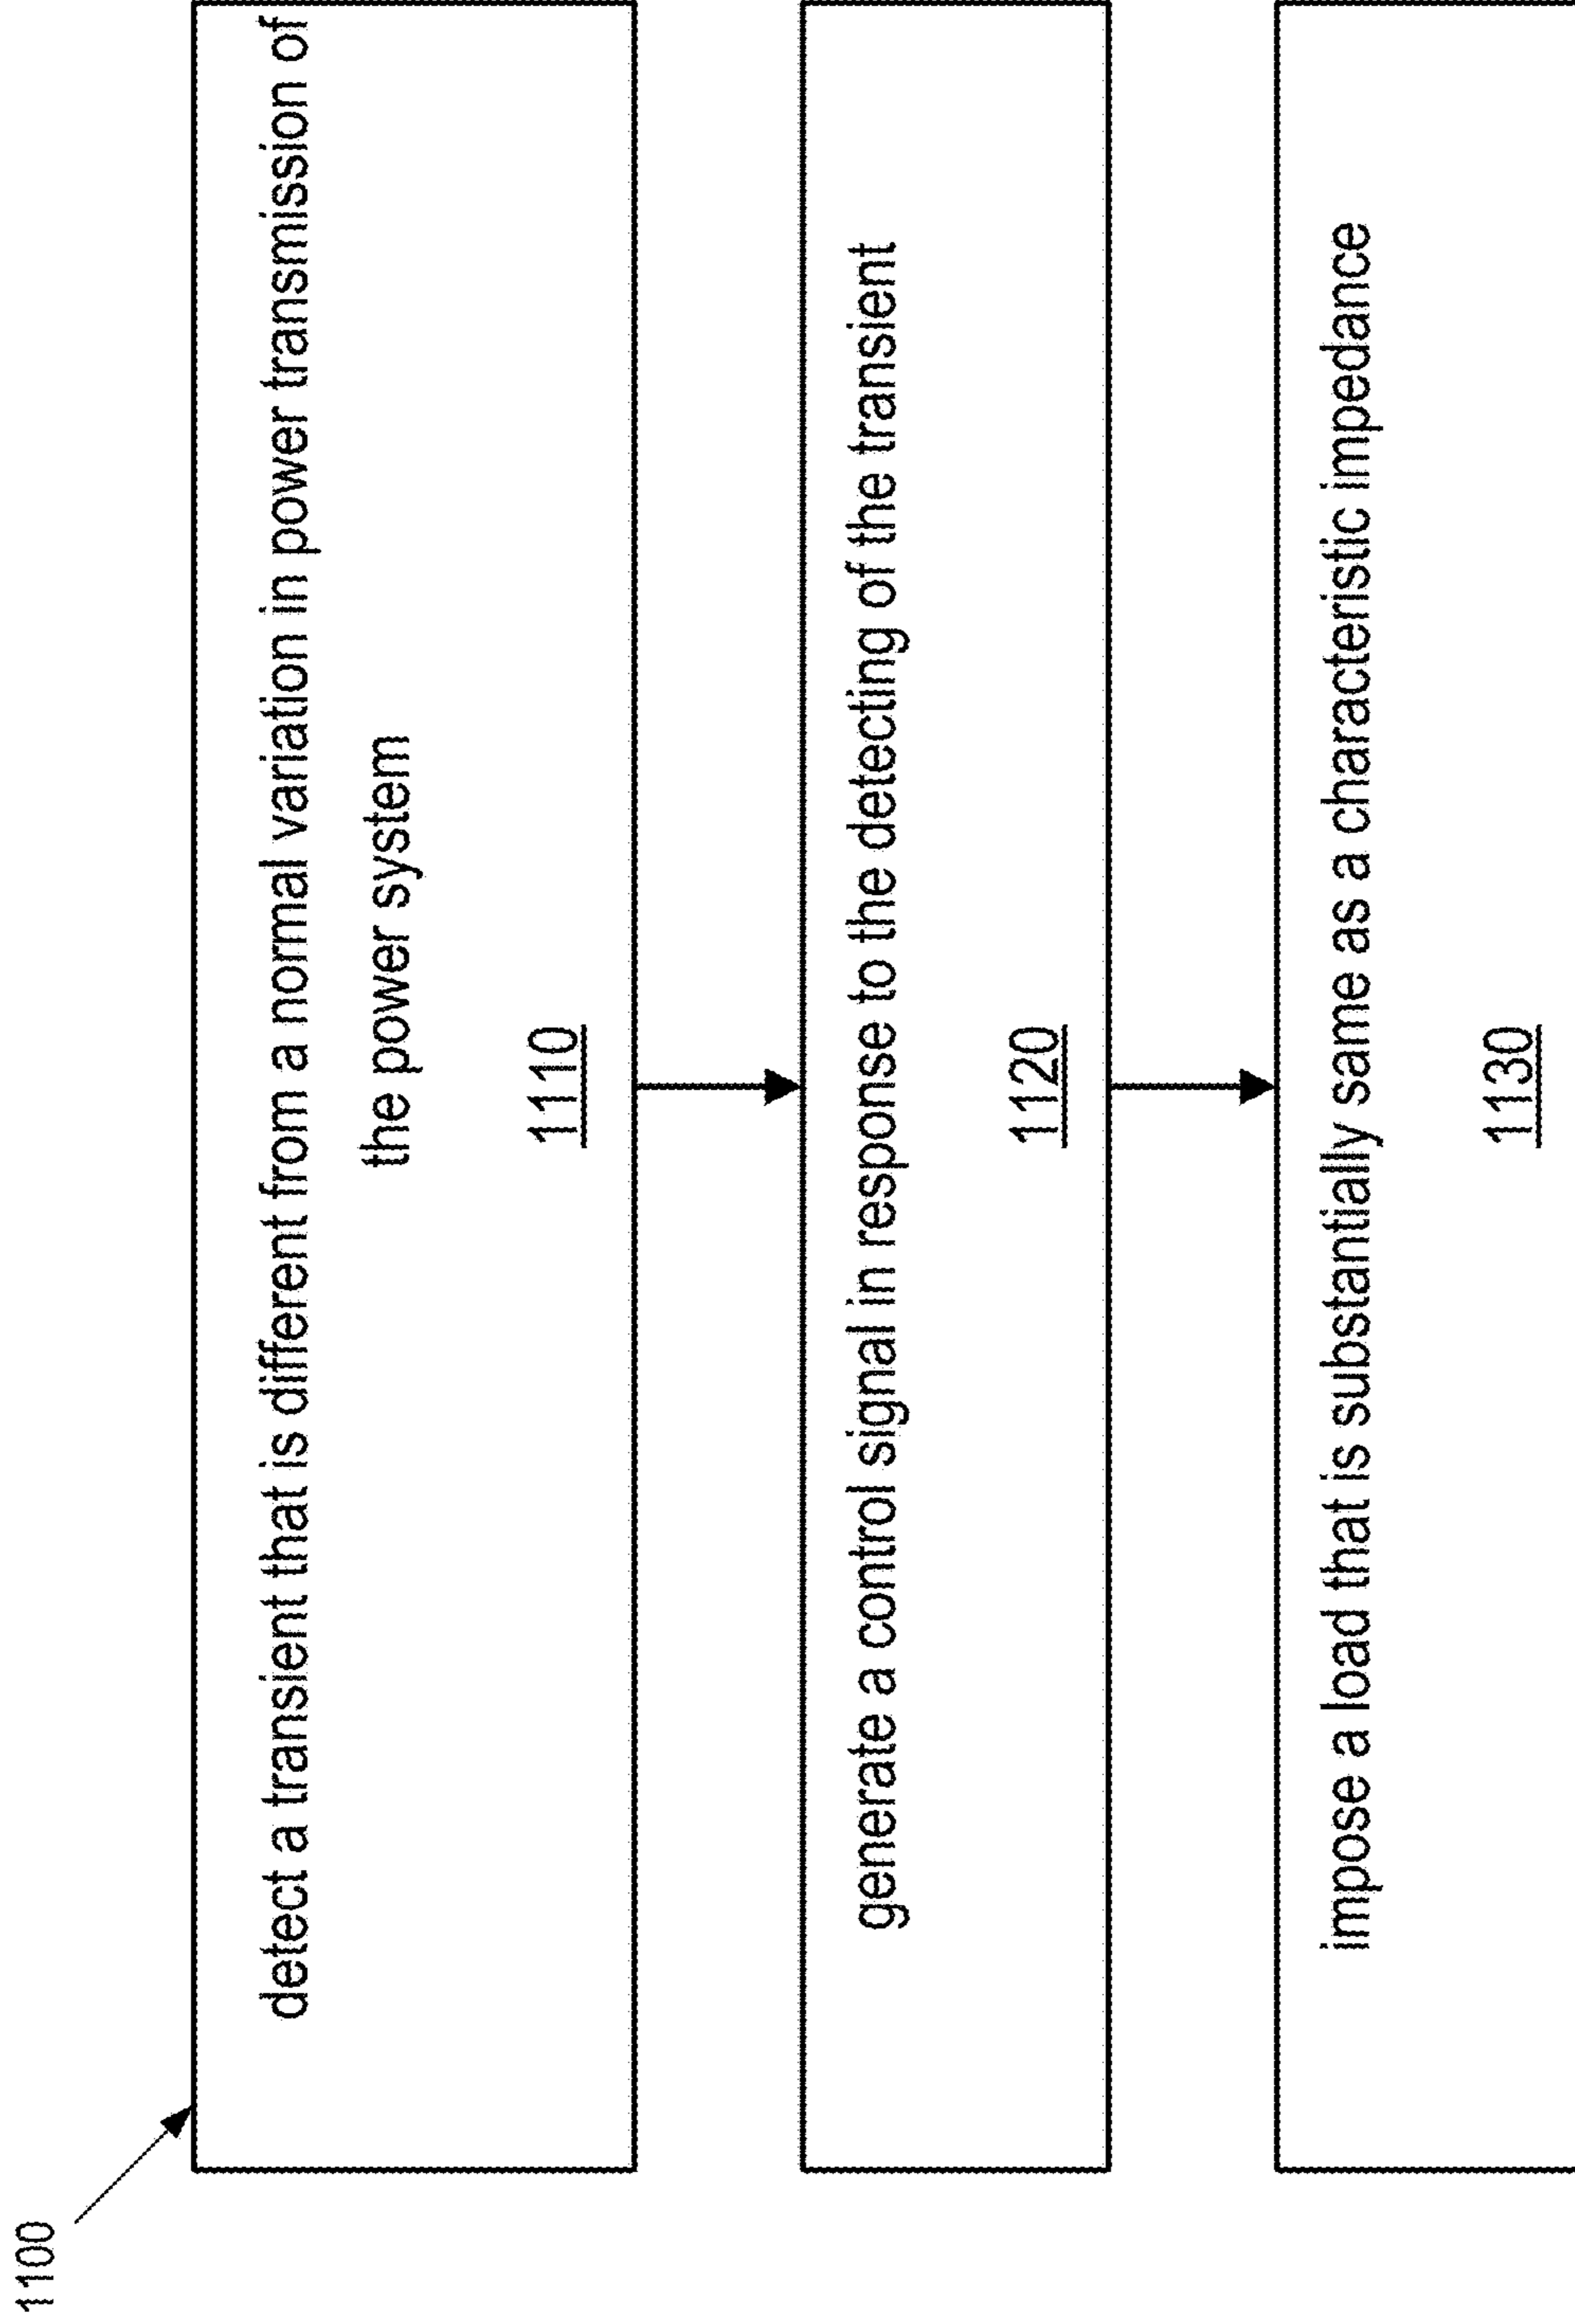 1100
detect a transient that is different from a normal variation in power transmission of
the power system
1110
generate a control signal in response to the detecting of the transient
1120
impose a load that is substantially same as a characteristic impedance
1130